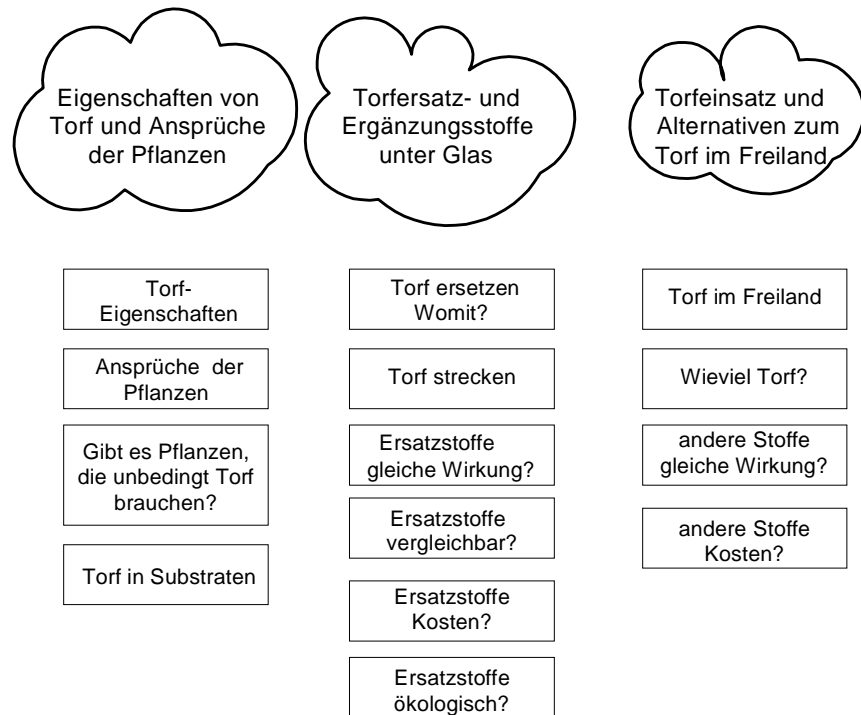 Eigenschaften von
Torf und Ansprüche
der Pflanzen
Torf-
Eigenschaften
Ansprüche der
Pflanzen
Gibt es Pflanzen,
die unbedingt Torf
brauchen?
Torf in Substraten
Torfersatz- und
Ergänzungsstoffe
unter Glas
Torf ersetzen
Womit?
Torf strecken
Ersatzstoffe
gleiche Wirkung?
Ersatzstoffe
vergleichbar?
Ersatzstoffe
Kosten?
Ersatzstoffe
ökologisch?
Torfeinsatz und
Alternativen zum
Torf im Freiland
Torf im Freiland
Wieviel Torf?
andere Stoffe
gleiche Wirkung?
andere Stoffe
Kosten?